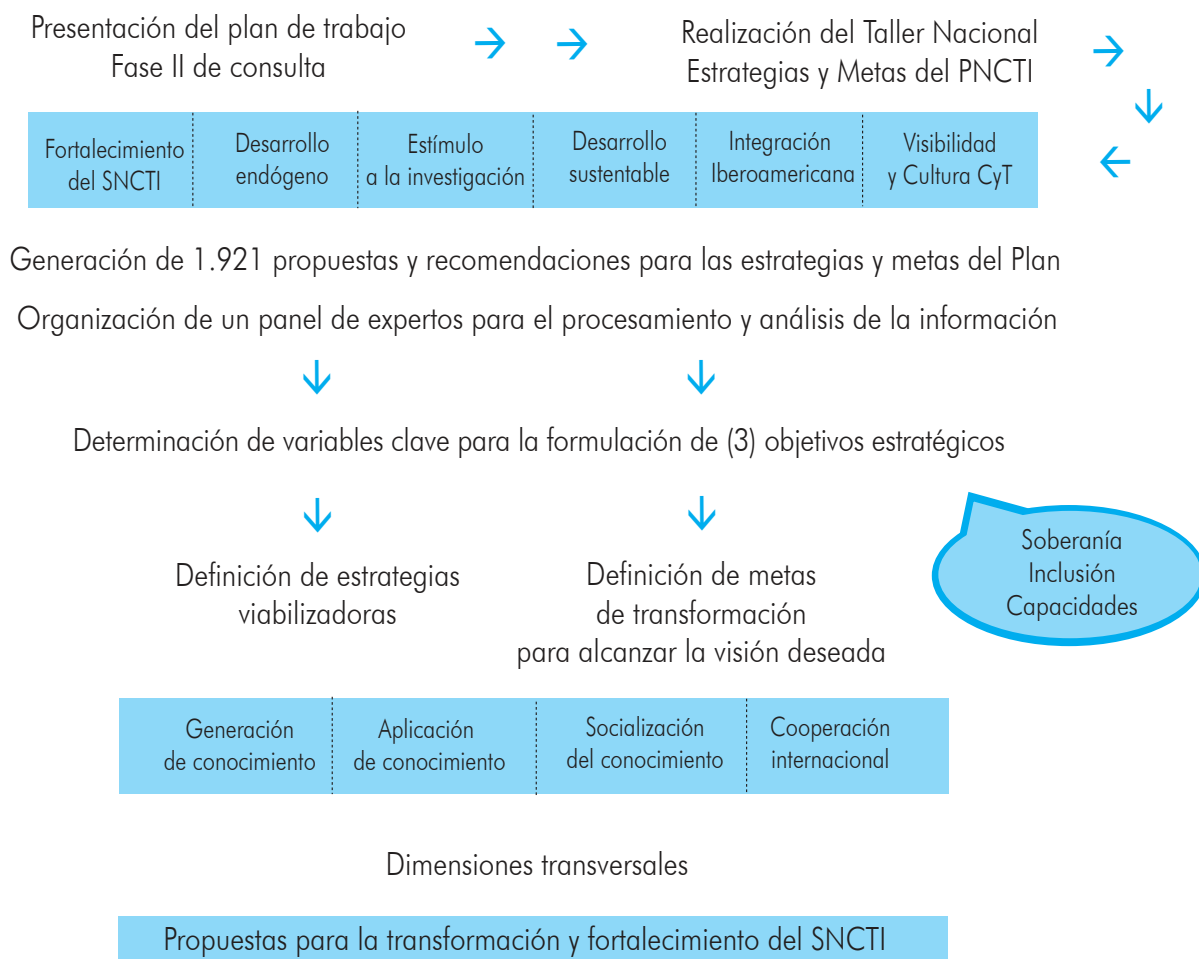 Presentación del plan de trabajo
Fase II de consulta
Realización del Taller Nacional
Estrategias y Metas del PNCTI
Fortalecimiento
del SNCTI
Desarrollo
endógeno
Estímulo
a la investigación
Desarrollo
sustentable
Integración
Iberoamericana
Visibilidad
y Cultura CyT
Generación de 1.921 propuestas y recomendaciones para las estrategias y metas del Plan
Organización de un panel de expertos para el procesamiento y análisis de la información
Determinación de variables clave para la formulación de (3) objetivos estratégicos
Soberanía
Inclusión
Capacidades
Definición de estrategias
viabilizadoras
Definición de metas
de transformación
para alcanzar la visión deseada
Generación
de conocimiento
Aplicación
de conocimiento
Socialización
del conocimiento
Cooperación
internacional
Dimensiones transversales
Propuestas para la transformación y fortalecimiento del SNCTI